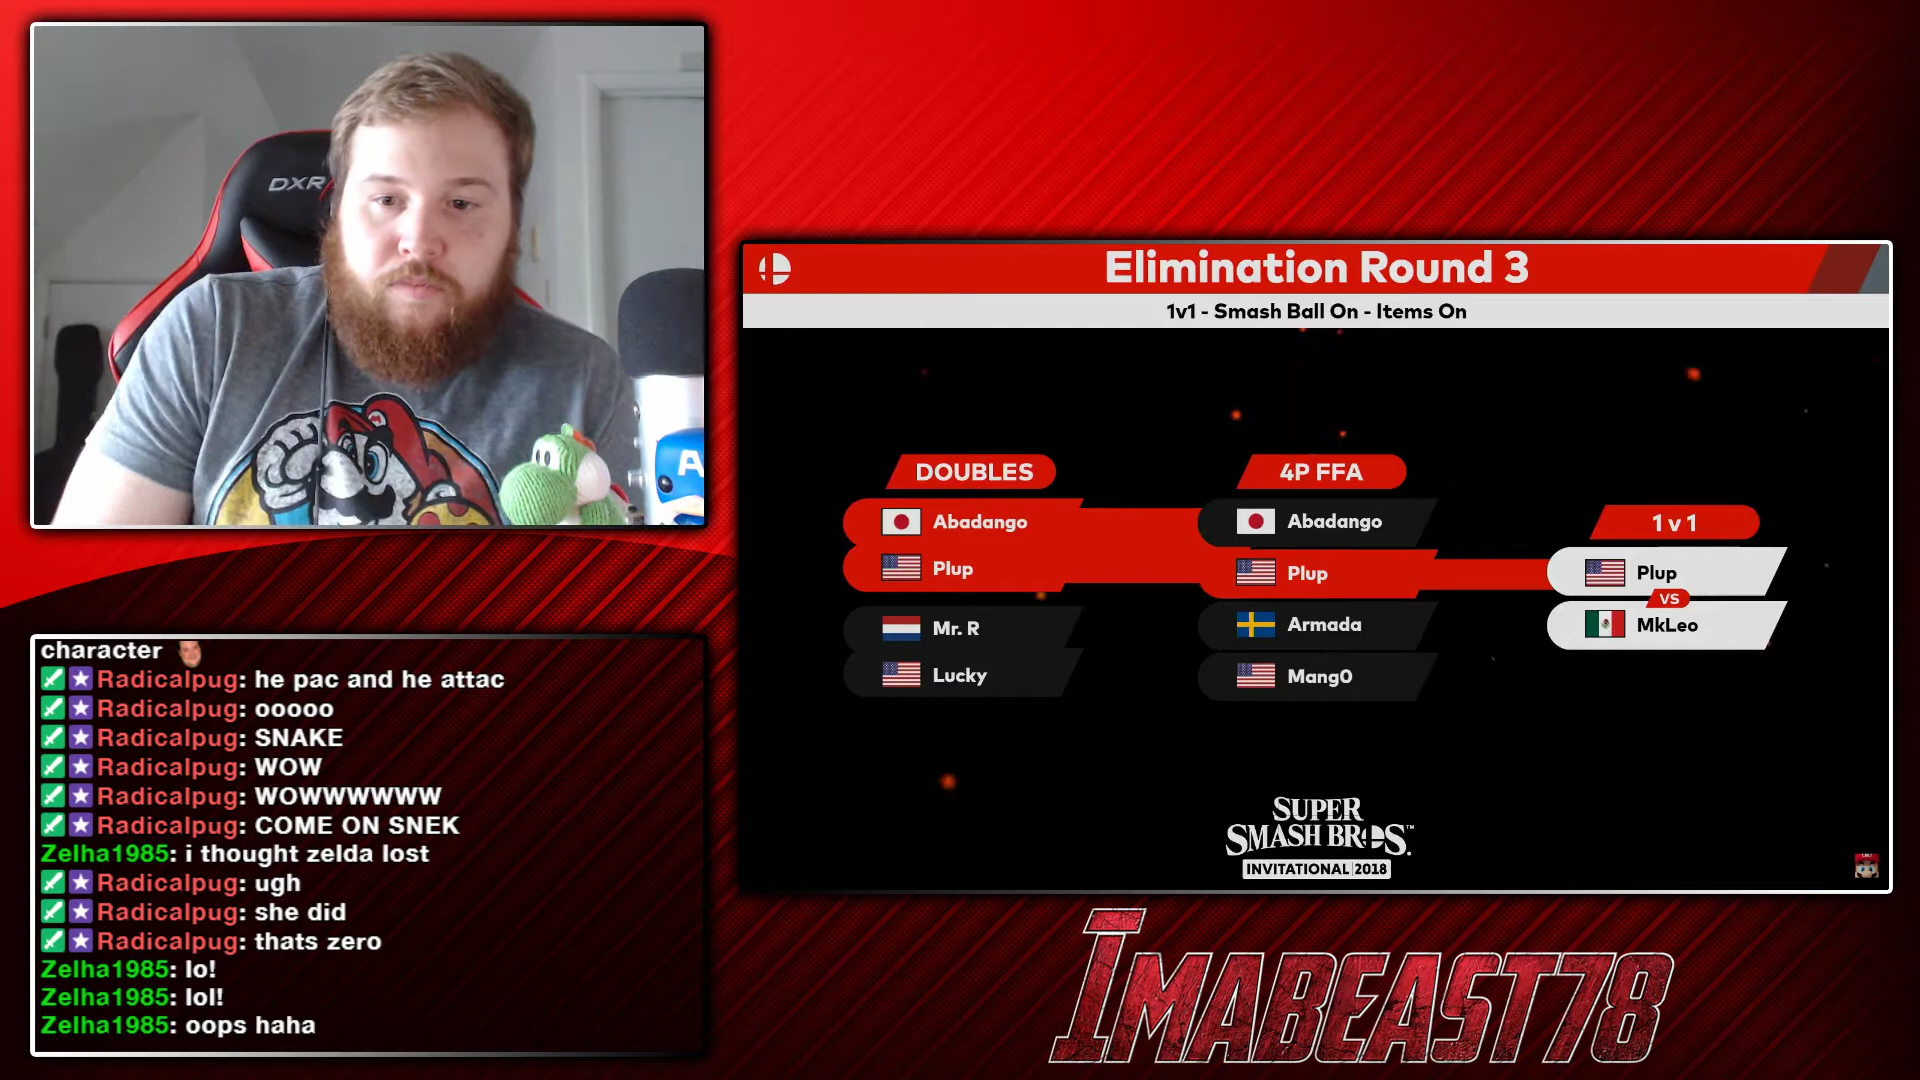 DXR
A
character
Radicalpug: he pac and he attac
Radicalpug: ooooo
Radicalpug: SNAKE
Radicalpug: WOW
Radicalpug: WOWWWWWW
Radicalpug: COME ON SNEK
Zelha1985: i thought zelda lost
Radicalpug: ugh
Radicalpug: she did
Radicalpug: thats zero
Zelha1985: lo!
Zelha1985: lol!
Zelha1985: oops haha
Elimination Round 3
1v1 - Smash Ball On - Items On
DOUBLES
Abadango
Plup
Mr. R
Lucky
4P FFA
Abadango
Plup
Armada
Mang0
1 v 1
Plup
VS
MkLeo
SUPER
SMASH BROS.™
INVITATIONAL 2018
IMABEAST78